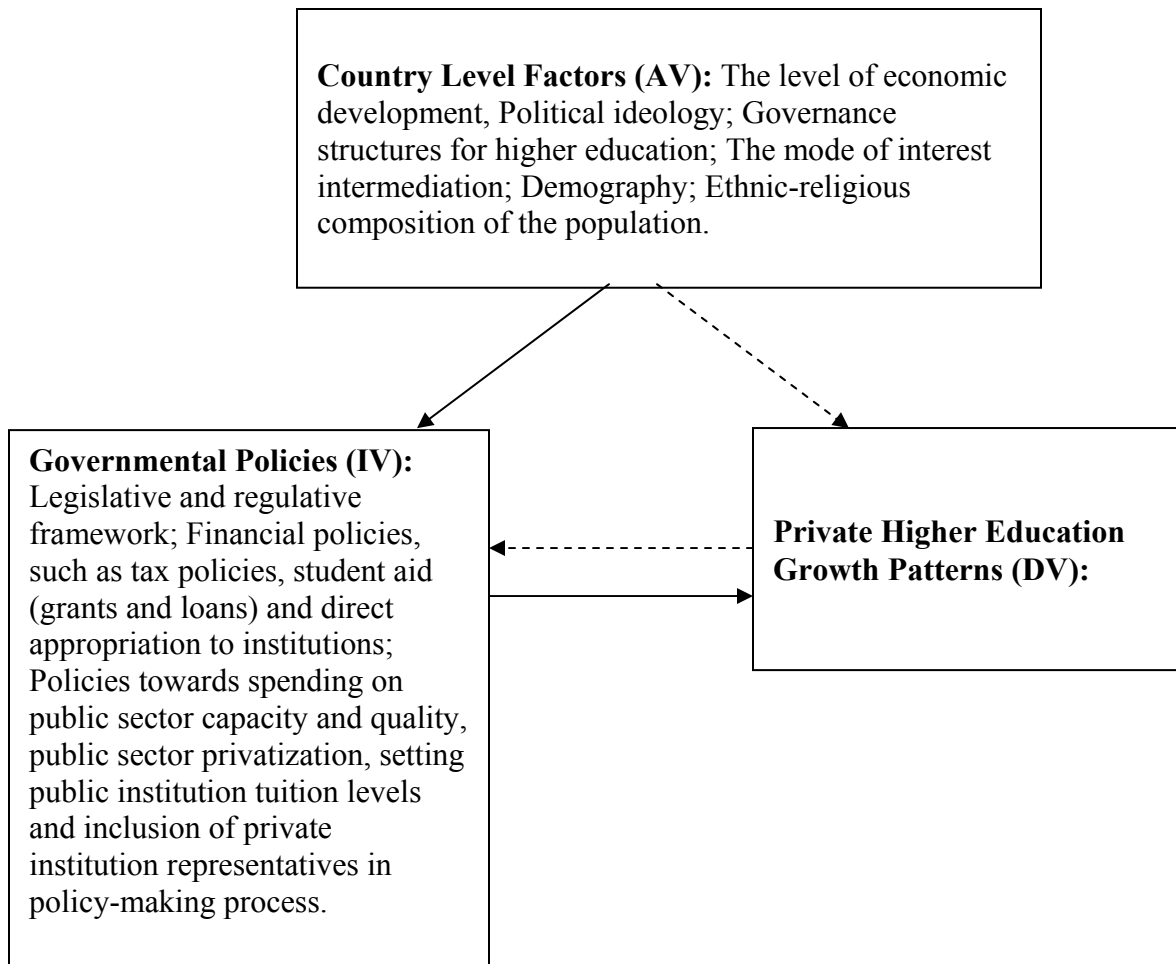 Country Level Factors (AV): The level of economic
development, Political ideology; Governance
structures for higher education; The mode of interest
intermediation; Demography; Ethnic-religious
composition of the population.
Governmental Policies (IV):
Legislative and regulative
framework; Financial policies,
such as tax policies, student aid
(grants and loans) and direct
appropriation to institutions;
Policies towards spending on
public sector capacity and quality,
public sector privatization, setting
public institution tuition levels
and inclusion of private
institution representatives in
policy-making process.
Private Higher Education
Growth Patterns (DV):